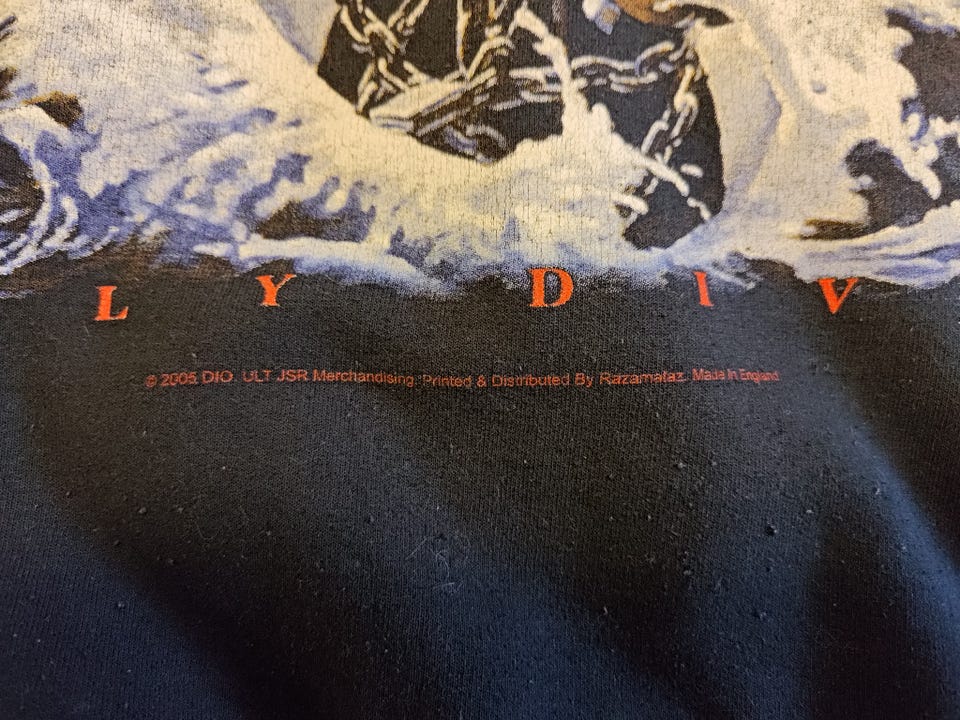 L Y D I V
© 2005 DIO. ULT JSR Merchandising. Printed & Distributed By Razamataz. Made In England